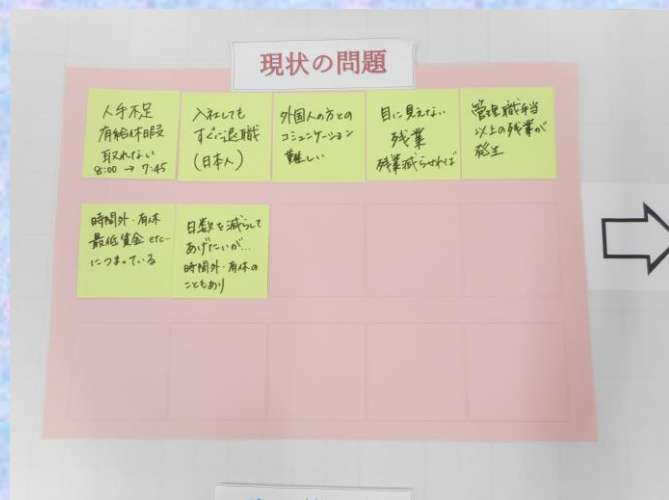 現状の問題
人手不足
有給休暇
取れない
8:00 → 7:45
入社しても
すぐに退職
(日本人)
外国人の方との
コミュニケーション
難しい
目に見えない
残業
残業減らせれば
管理職手当
以上の残業が
発生
時間外・有休
最低賃金 etc…
につまっている
日数を減らして
あげたいが…
時間外・有休の
こともあり